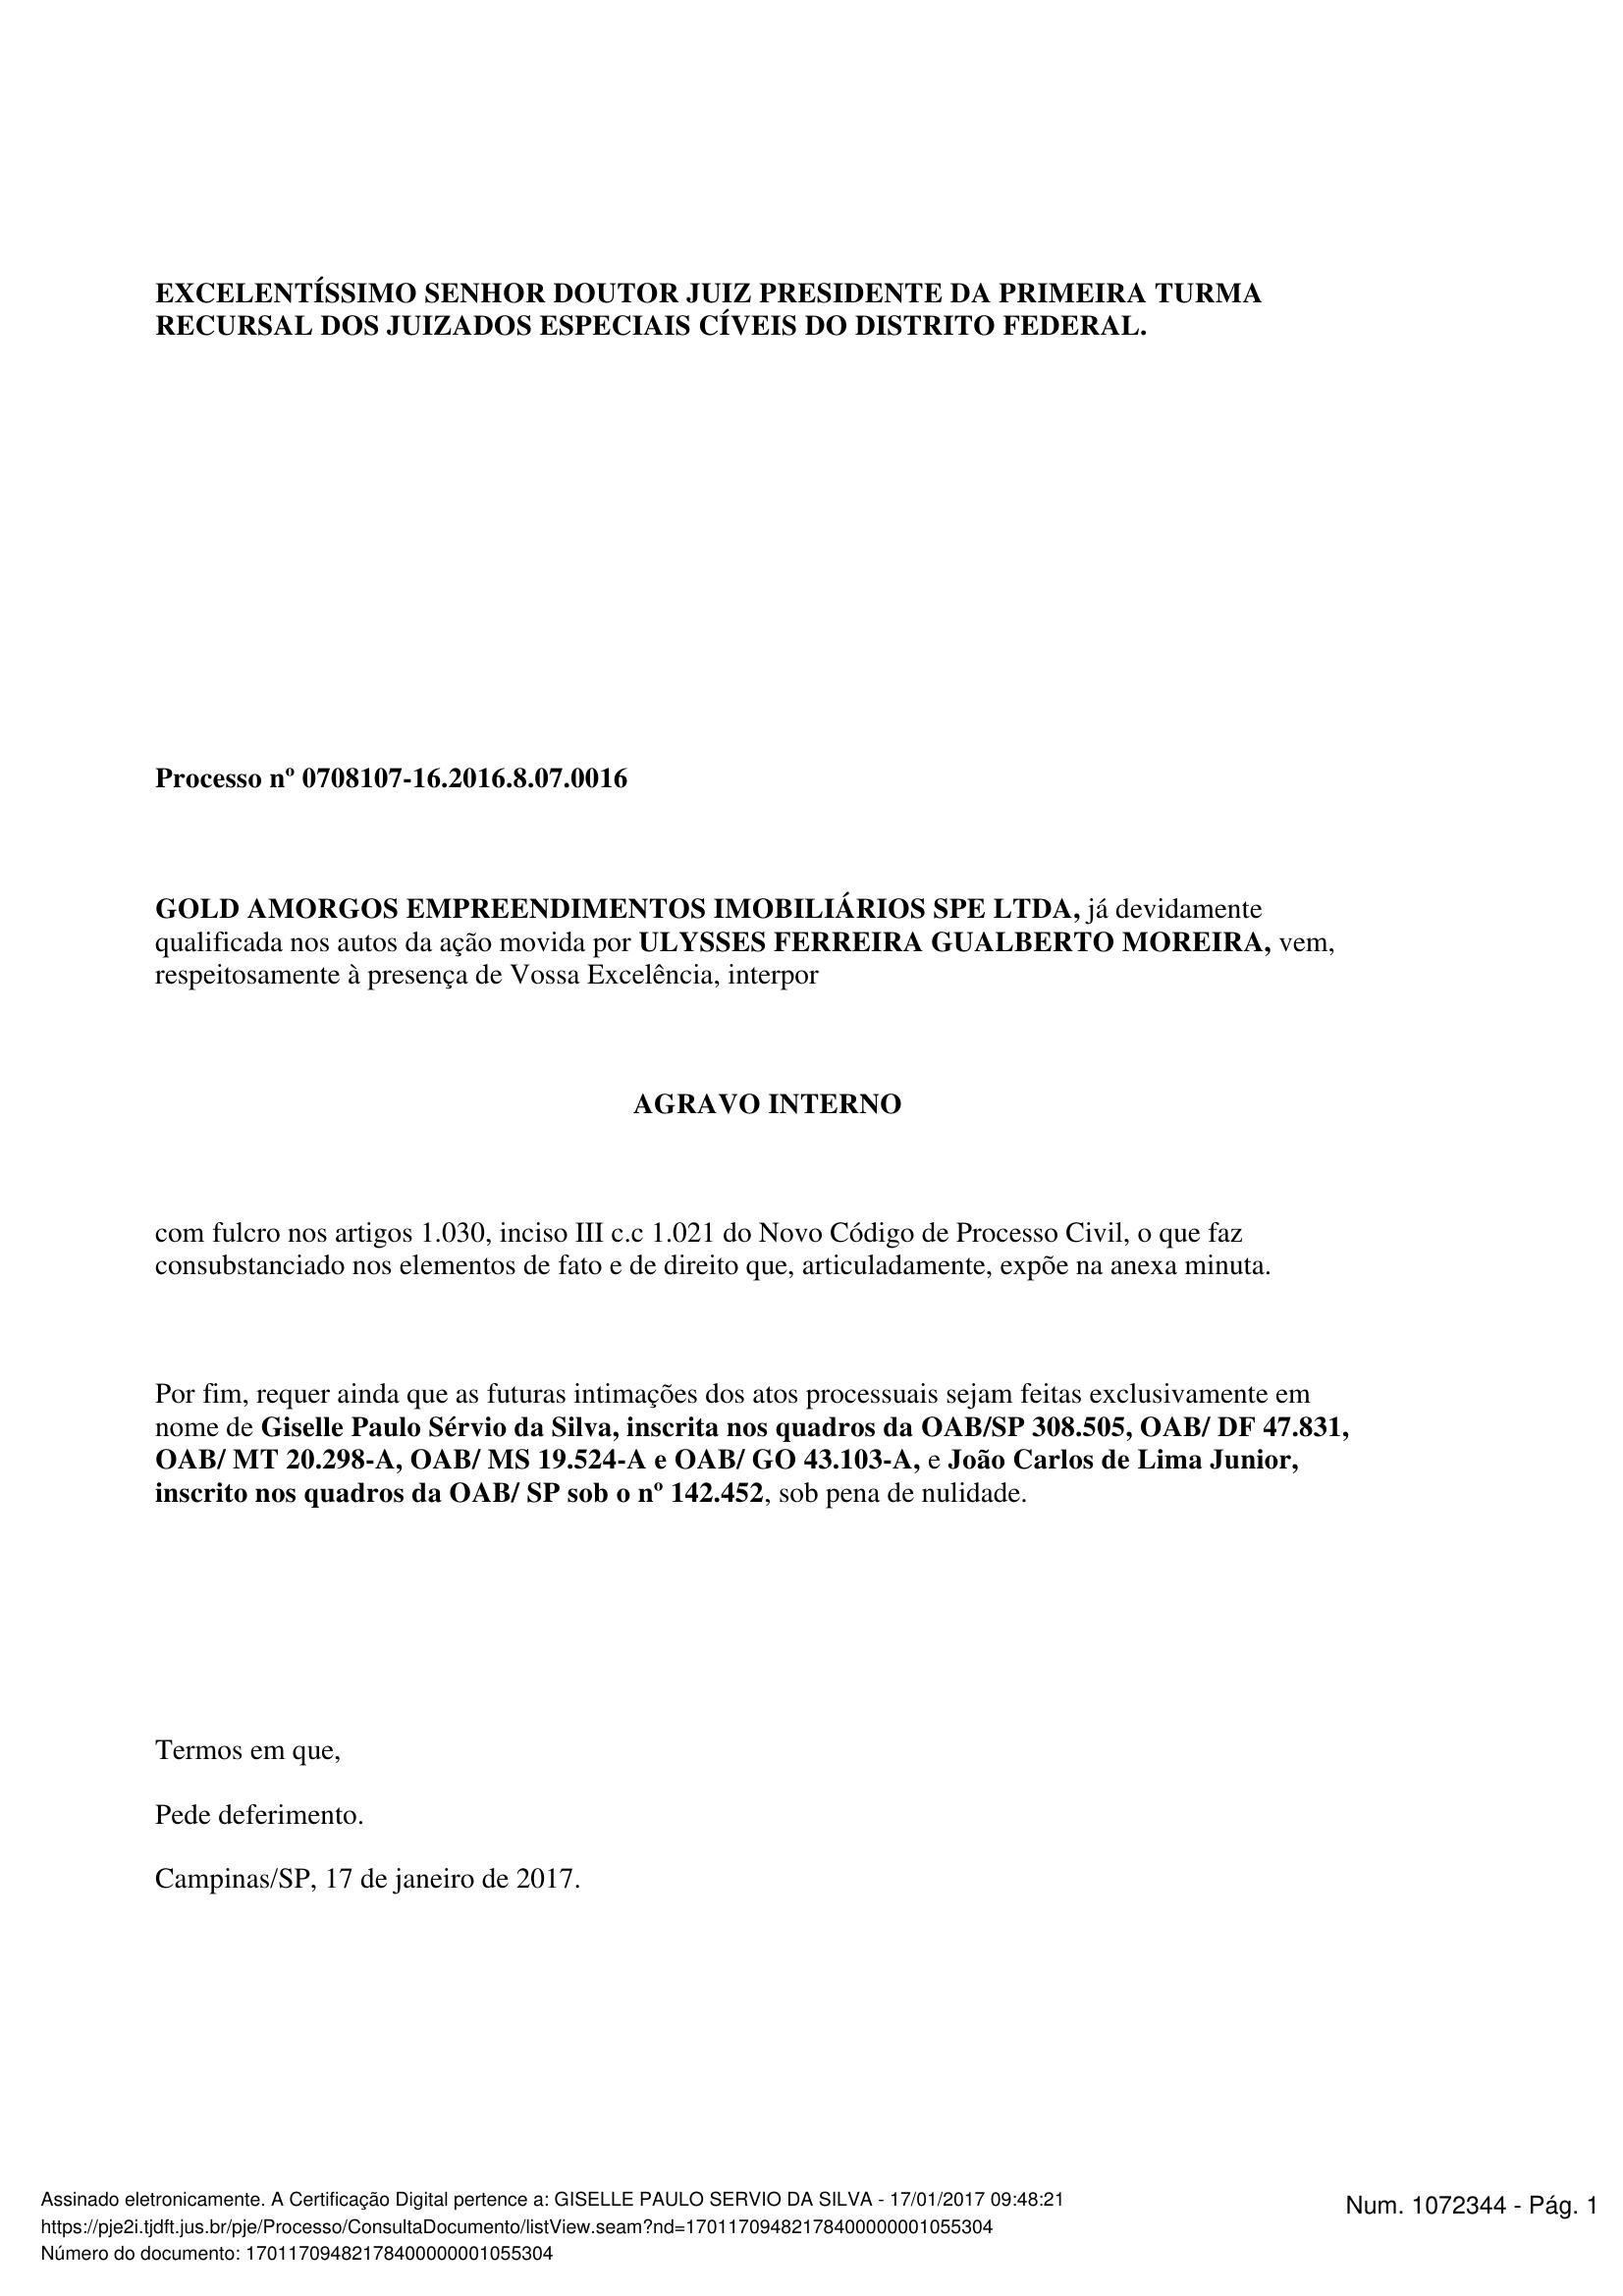 EXCELENTÍSSIMO SENHOR DOUTOR JUIZ PRESIDENTE DA PRIMEIRA TURMA
RECURSAL DOS JUIZADOS ESPECIAIS CÍVEIS DO DISTRITO FEDERAL.
Processo nº 0708107-16.2016.8.07.0016
GOLD AMORGOS EMPREENDIMENTOS IMOBILIÁRIOS SPE LTDA, já devidamente
qualificada nos autos da ação movida por ULYSSES FERREIRA GUALBERTO MOREIRA, vem,
respeitosamente à presença de Vossa Excelência, interpor
AGRAVO INTERNO
com fulcro nos artigos 1.030, inciso III c.c 1.021 do Novo Código de Processo Civil, o que faz
consubstanciado nos elementos de fato e de direito que, articuladamente, expõe na anexa minuta.
Por fim, requer ainda que as futuras intimações dos atos processuais sejam feitas exclusivamente em
nome de Giselle Paulo Sérvio da Silva, inscrita nos quadros da OAB/SP 308.505, OAB/ DF 47.831,
OAB/ MT 20.298-A, OAB/ MS 19.524-A e OAB/ GO 43.103-A, e João Carlos de Lima Junior,
inscrito nos quadros da OAB/ SP sob o nº 142.452, sob pena de nulidade.
Termos em que,
Pede deferimento.
Campinas/SP, 17 de janeiro de 2017.
Assinado eletronicamente. A Certificação Digital pertence a: GISELLE PAULO SERVIO DA SILVA - 17/01/2017 09:48:21
https://pje2i.tjdft.jus.br/pje/Processo/ConsultaDocumento/listView.seam?nd=17011709482178400000001055304
Número do documento: 17011709482178400000001055304
Num. 1072344 - Pág. 1